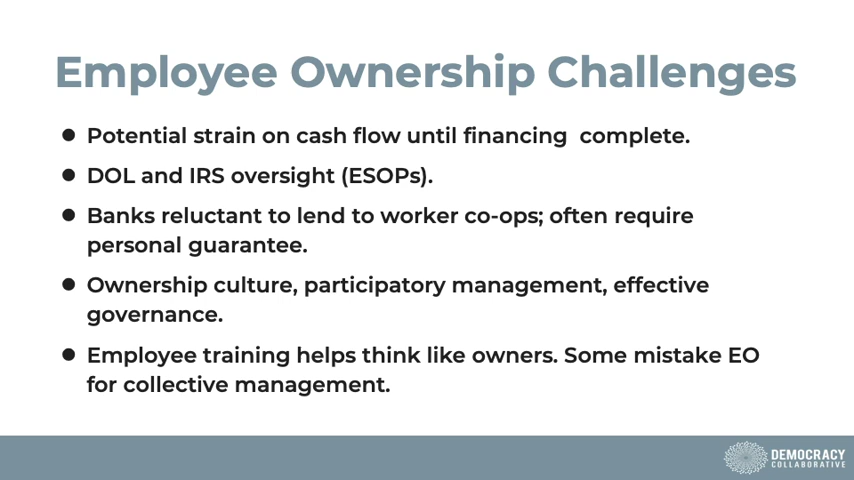 Employee Ownership Challenges
● Potential strain on cash flow until financing  complete.
● DOL and IRS oversight (ESOPs).
● Banks reluctant to lend to worker co-ops; often require
personal guarantee.
● Ownership culture, participatory management, effective
governance.
● Employee training helps think like owners. Some mistake EO
for collective management.
DEMOCRACY
COLLABORATIVE